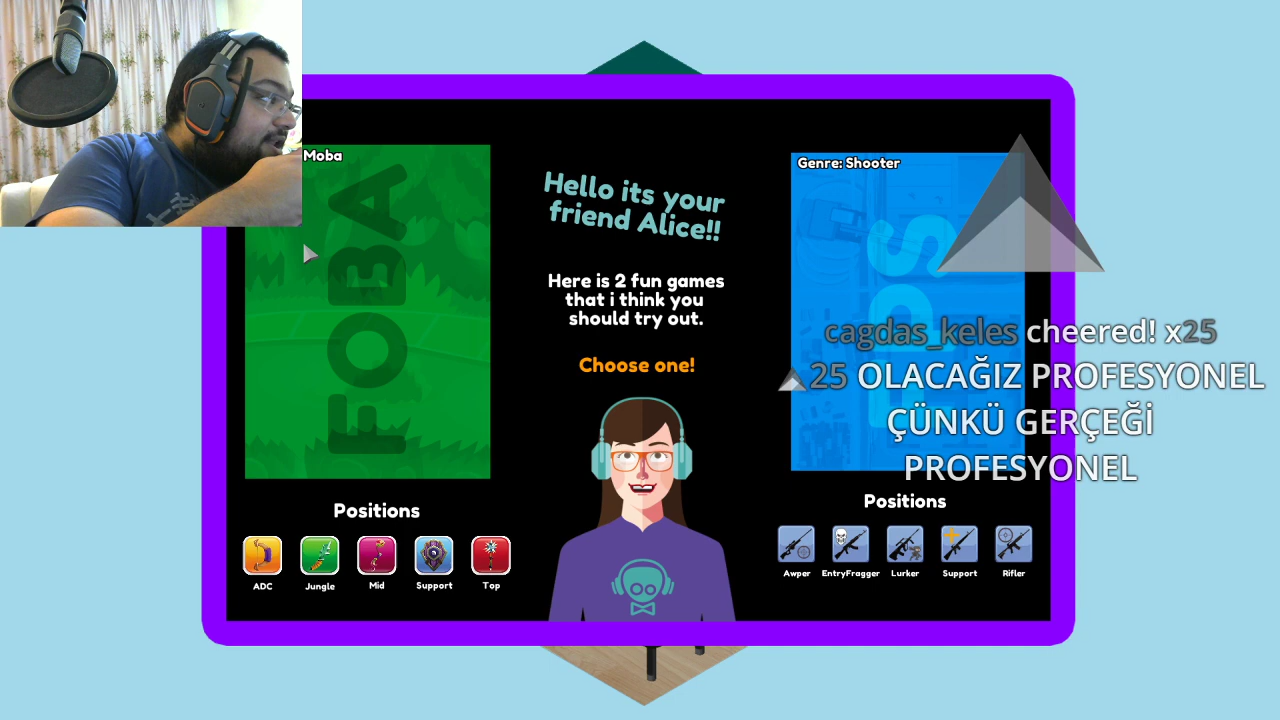 Moba
FOBA
Positions
ADC
Jungle
Mid
Support
Top
Hello its your
friend Alice!!
Here is 2 fun games
that i think you
should try out.
Choose one!
Genre: Shooter
FPS
Positions
Awper
EntryFragger
Lurker
Support
Rifler
cagdas_keles cheered! x25
25 OLACAĞIZ PROFESYONEL
ÇÜNKÜ GERÇEĞİ
PROFESYONEL